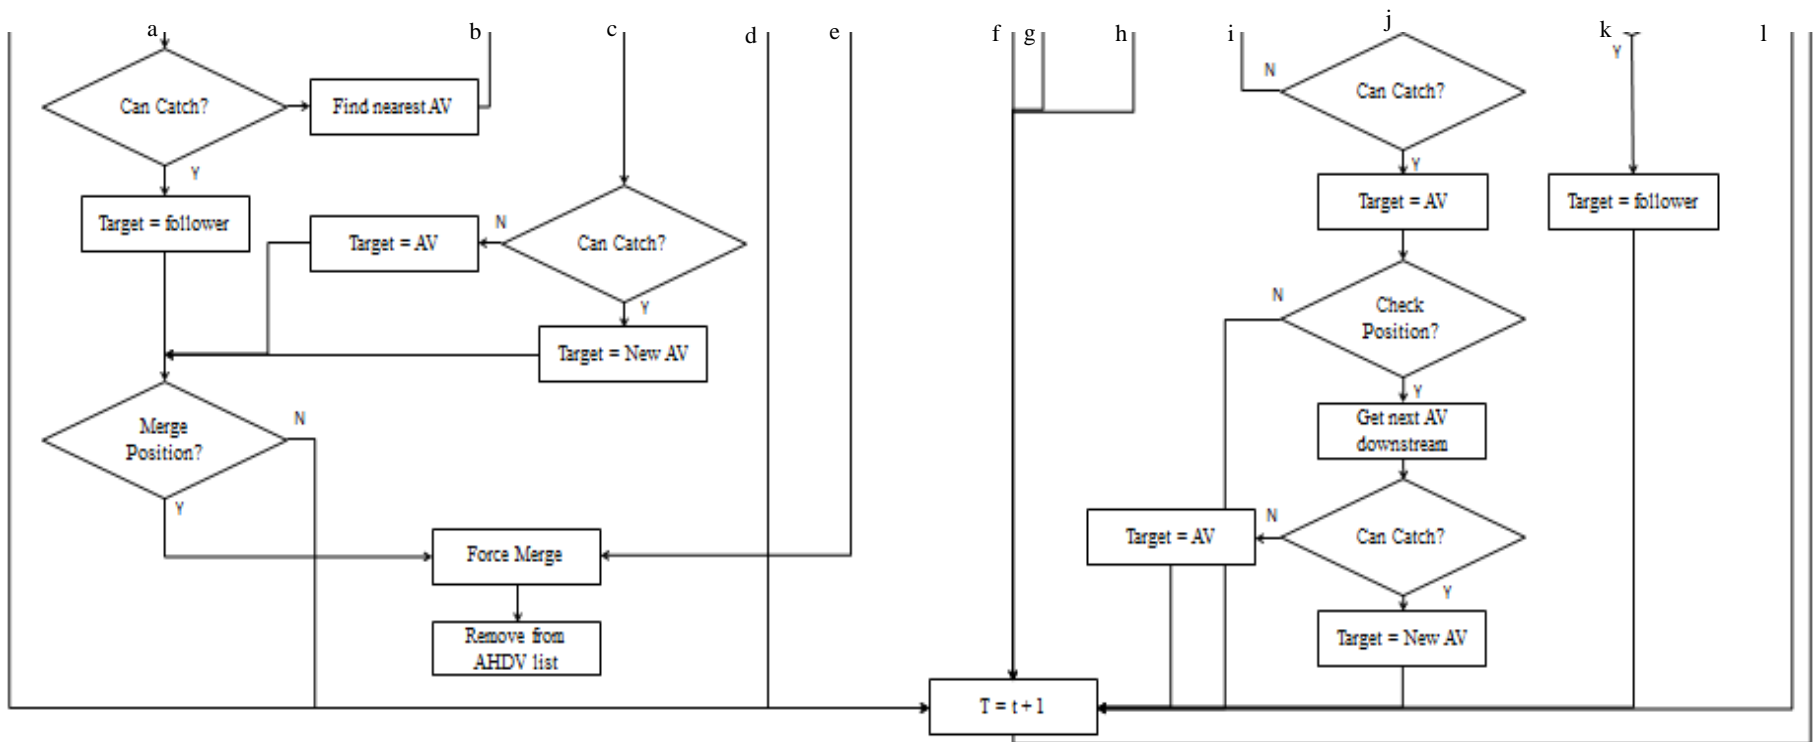 a
b
c
d
e
f
g
h
i
j
k
l
Can Catch?
Find nearest AV
Y
Target = follower
Target = AV
N
Can Catch?
Y
Target = New AV
Merge
Position?
N
Y
Force Merge
Remove from
AHDV list
T = t + 1
N
Can Catch?
Y
Target = AV
Y
Target = follower
N
Check
Position?
Y
Get next AV
downstream
Target = AV
N
Can Catch?
Y
Target = New AV